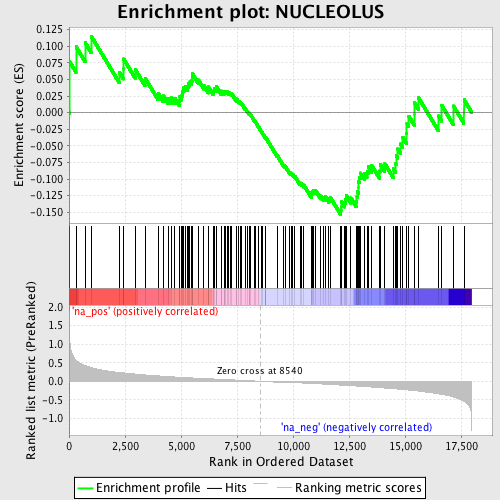 Enrichment plot: NUCLEOLUS
Enrichment score (ES)
0.125
0.100
0.075
0.050
0.025
0.000
-0.025
-0.050
-0.075
-0.100
-0.125
-0.150
'na_pos' (positively correlated)
Ranked list metric (PreRanked)
2.0
1.5
1.0
0.5
0.0
-0.5
-1.0
Zero cross at 8540
'na_neg' (negatively correlated)
0 2,500 5,000 7,500 10,000 12,500 15,000 17,500
Rank in Ordered Dataset
Enrichment profile Hits Ranking metric scores